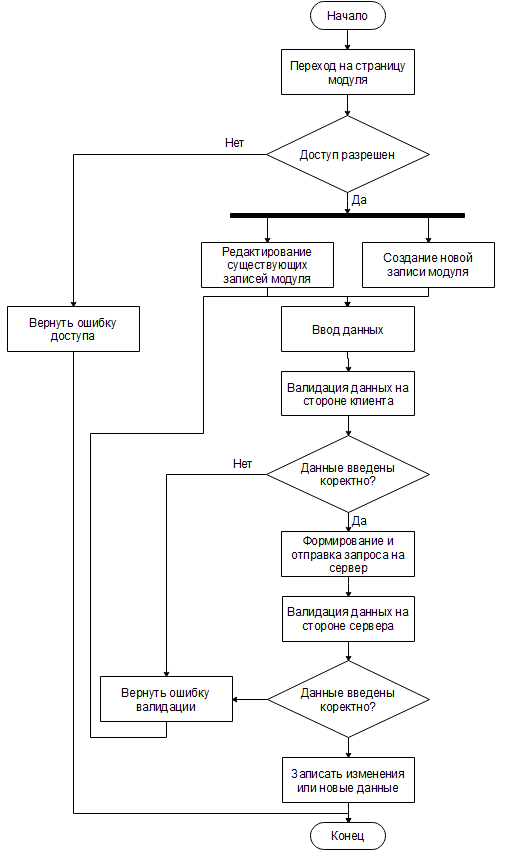 Начало
Переход на страницу
модуля
Нет
Доступ разрешен
Да
Редактирование
существующих
записей модуля
Создание новой
записи модуля
Вернуть ошибку
доступа
Ввод данных
Валидация данных на
стороне клиента
Нет
Данные введены
коректно?
Да
Формирование и
отправка запроса на
сервер
Валидация данных на
стороне сервера
Вернуть ошибку
валидации
Данные введены
коректно?
Записать изменения
или новые данные
Конец